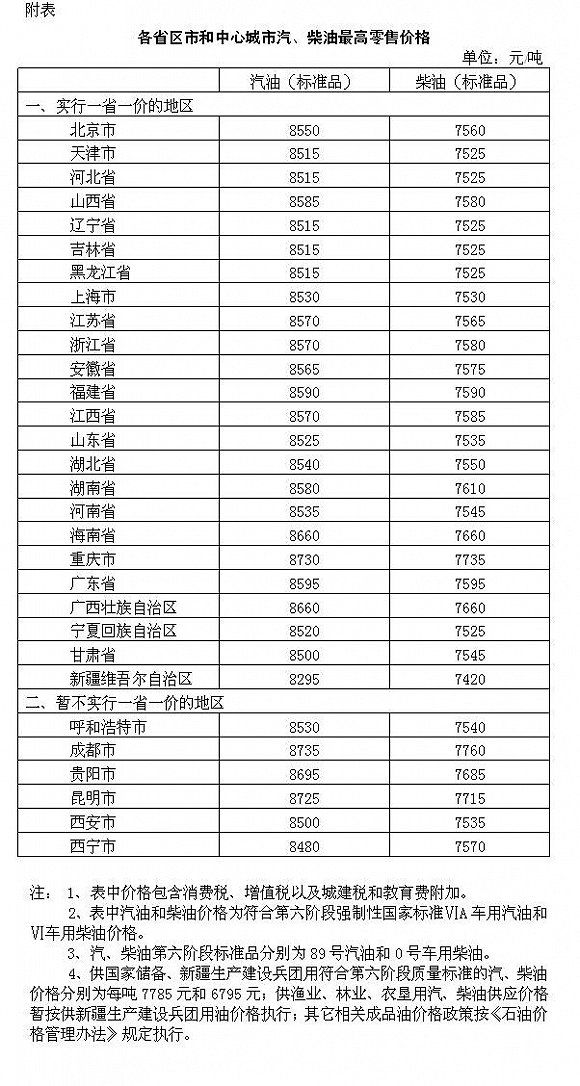 附表
各省区市和中心城市汽、柴油最高零售价格
单位：元/吨
汽油（标准品） 柴油（标准品）
一、实行一省一价的地区
北京市 8550 7560
天津市 8515 7525
河北省 8515 7525
山西省 8585 7580
辽宁省 8515 7525
吉林省 8515 7525
黑龙江省 8515 7525
上海市 8530 7530
江苏省 8570 7565
浙江省 8570 7580
安徽省 8565 7575
福建省 8590 7590
江西省 8570 7585
山东省 8525 7535
湖北省 8540 7550
湖南省 8580 7610
河南省 8535 7545
海南省 8660 7660
重庆市 8730 7735
广东省 8595 7595
广西壮族自治区 8660 7660
宁夏回族自治区 8520 7525
甘肃省 8500 7545
新疆维吾尔自治区 8295 7420
二、暂不实行一省一价的地区
呼和浩特市 8530 7540
成都市 8735 7760
贵阳市 8695 7685
昆明市 8725 7715
西安市 8500 7535
西宁市 8480 7570
注： 1、表中价格包含消费税、增值税以及城建税和教育费附加。
2、表中汽油和柴油价格为符合第六阶段强制性国家标准VIA车用汽油和
VI车用柴油价格。
3、汽、柴油第六阶段标准品分别为89号汽油和0号车用柴油。
4、供国家储备、新疆生产建设兵团用符合第六阶段质量标准的汽、柴油
价格分别为每吨7785元和6795元；供渔业、林业、农垦用汽、柴油供应价格
暂按供新疆生产建设兵团用油价格执行；其它相关成品油价格政策按《石油价
格管理办法》规定执行。